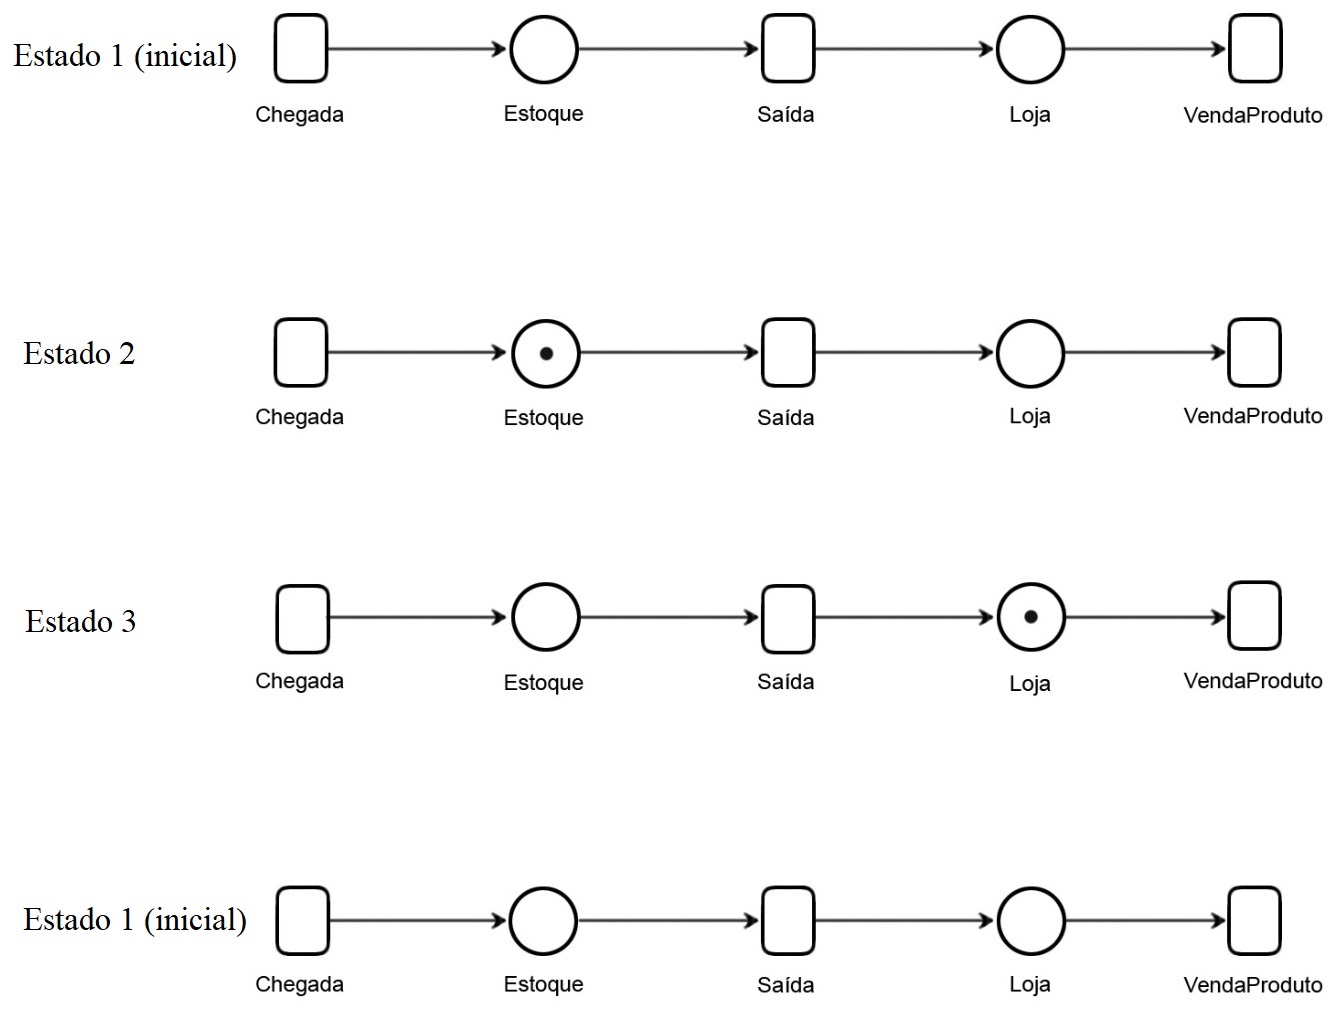 Estado 1 (inicial)
Chegada
Estoque
Saída
Loja
VendaProduto
Estado 2
Chegada
Estoque
Saída
Loja
VendaProduto
Estado 3
Chegada
Estoque
Saída
Loja
VendaProduto
Estado 1 (inicial)
Chegada
Estoque
Saída
Loja
VendaProduto